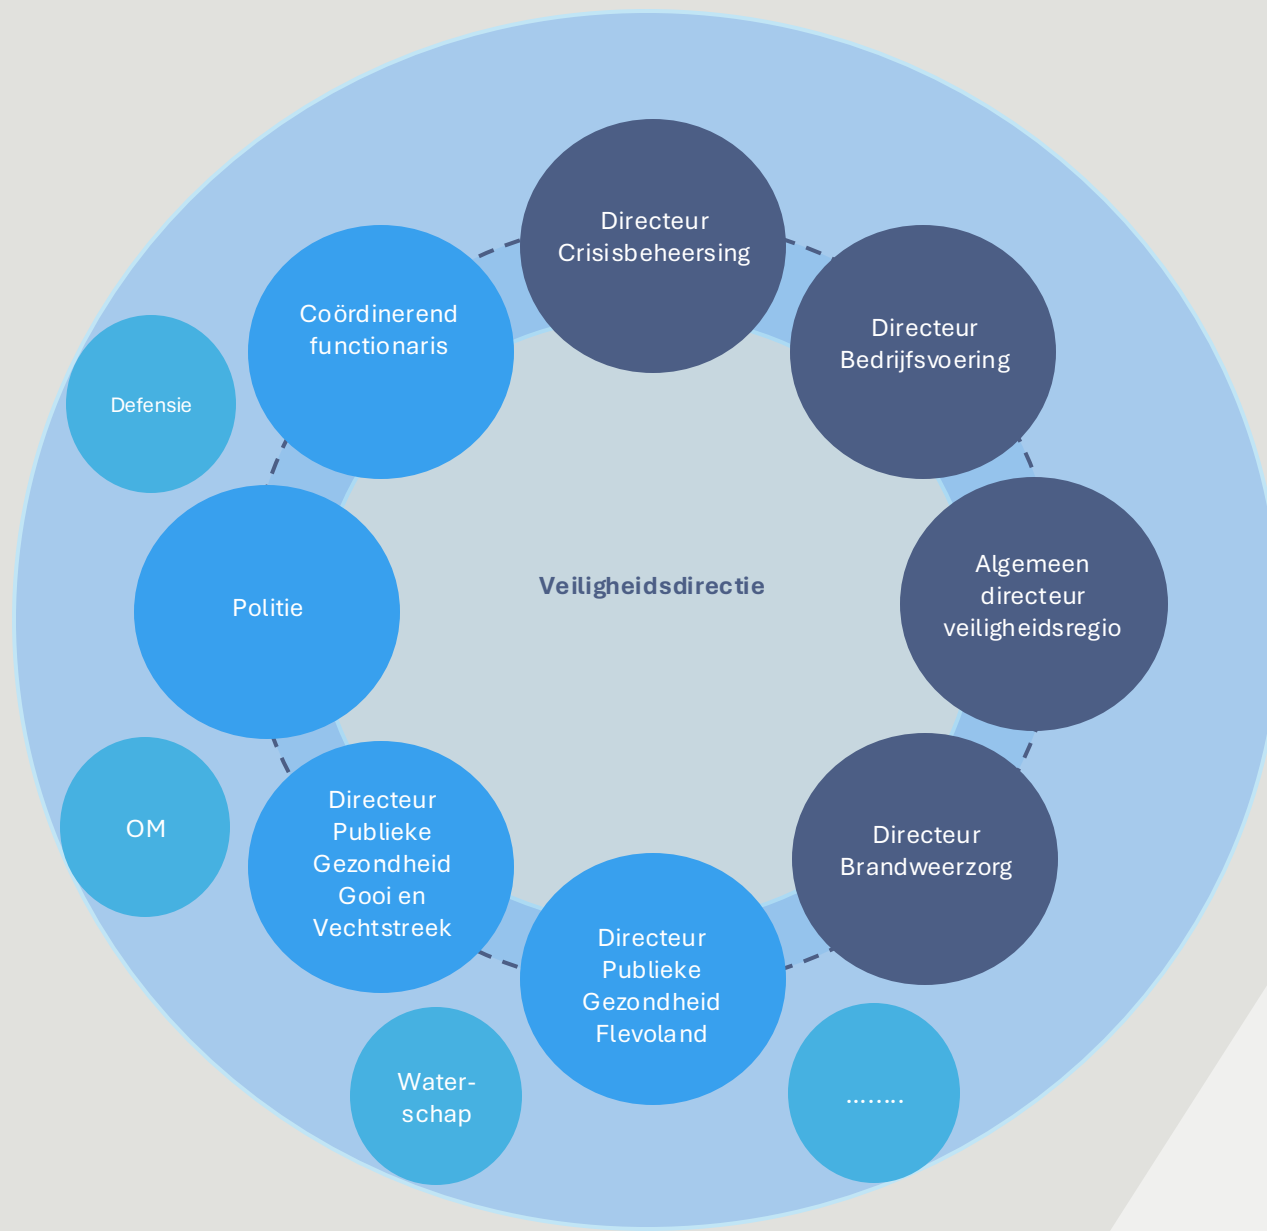 Directeur
Crisisbeheersing
Coördinerend
functionaris
Directeur
Bedrijfsvoering
Defensie
Algemeen
directeur
veiligheidsregio
Veiligheidsdirectie
Politie
OM
Directeur
Publieke
Gezondheid
Gooi en
Vechtstreek
Directeur
Brandweerzorg
Directeur
Publieke
Gezondheid
Flevoland
Water-
schap
........